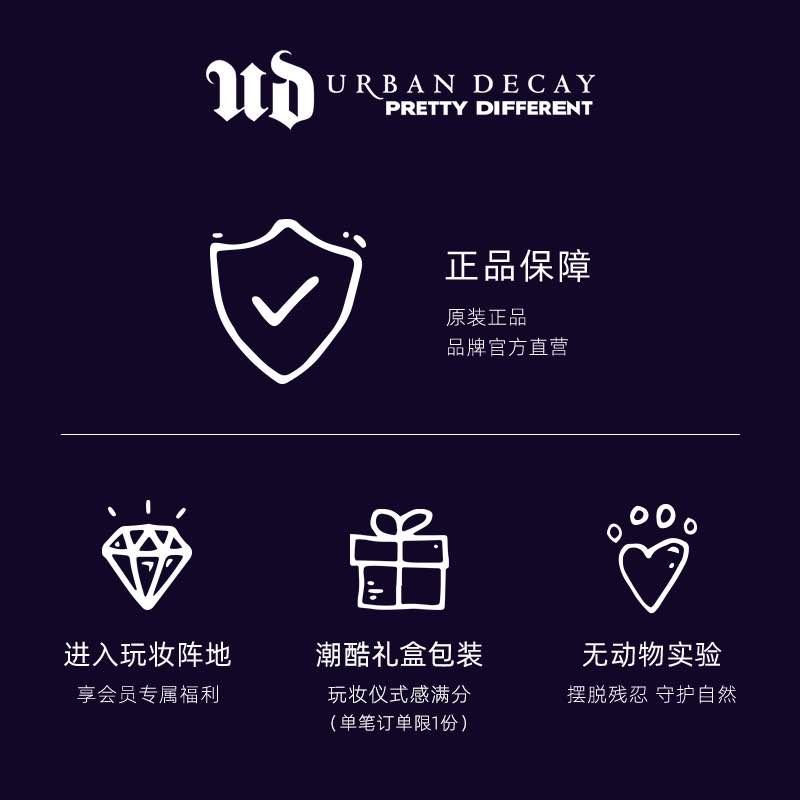 ud URBAN DECAY
PRETTY DIFFERENT
正品保障
原装正品
品牌官方直营
进入玩妆阵地
享会员专属福利
潮酷礼盒包装
玩妆仪式感满分
（单笔订单限1份）
无动物实验
摆脱残忍 守护自然